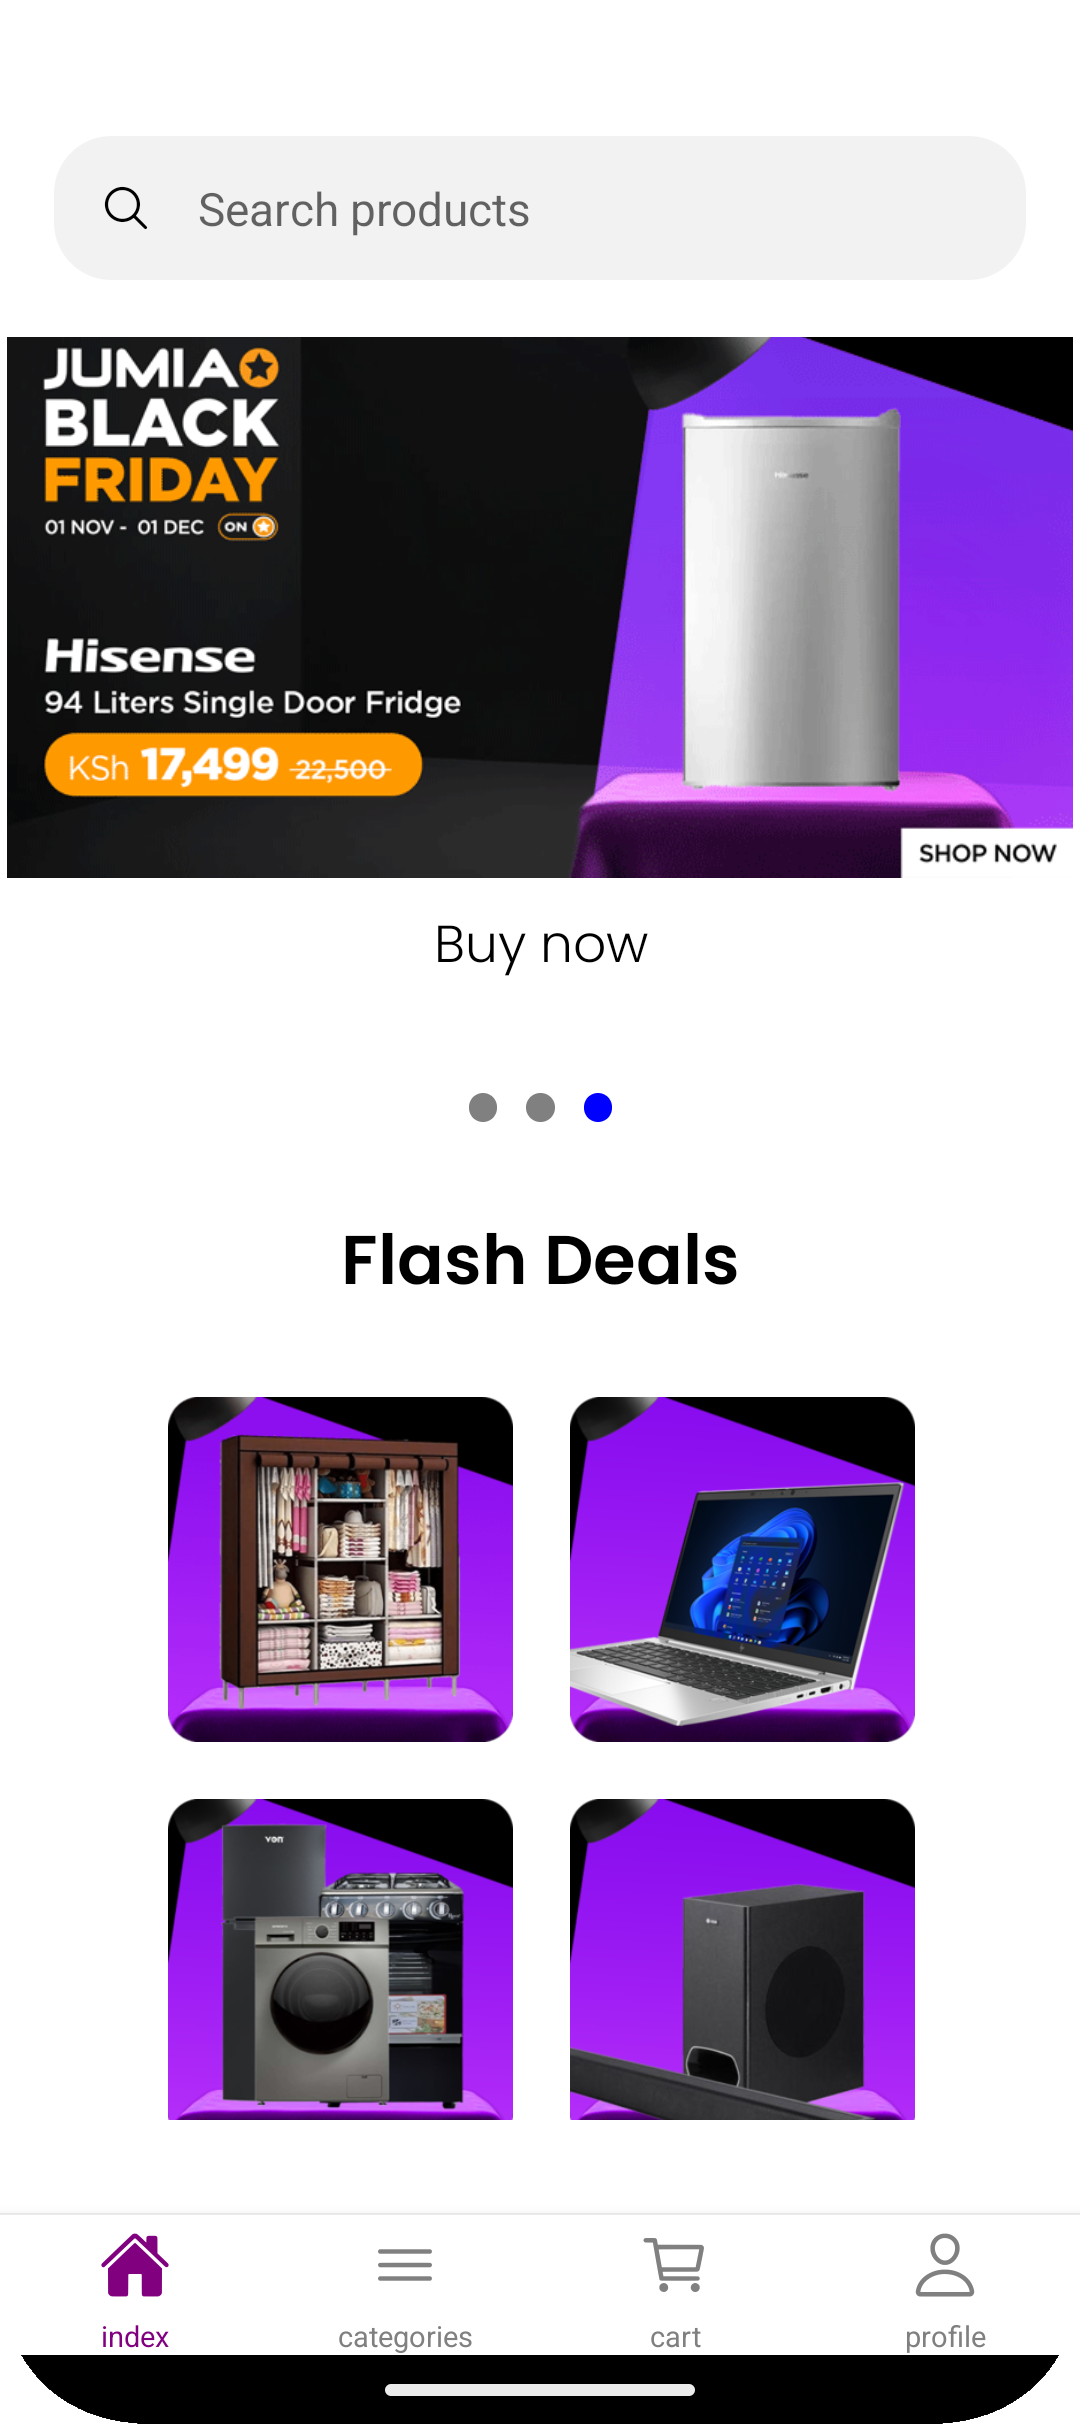 Search products
JUMIA
BLACK
FRIDAY
01 NOV - 01 DEC ON
Hisense
Hisense
94 Liters Single Door Fridge
KSh 17,499 22,500
SHOP NOW
Buy now
Flash Deals
von
index
categories
cart
profile